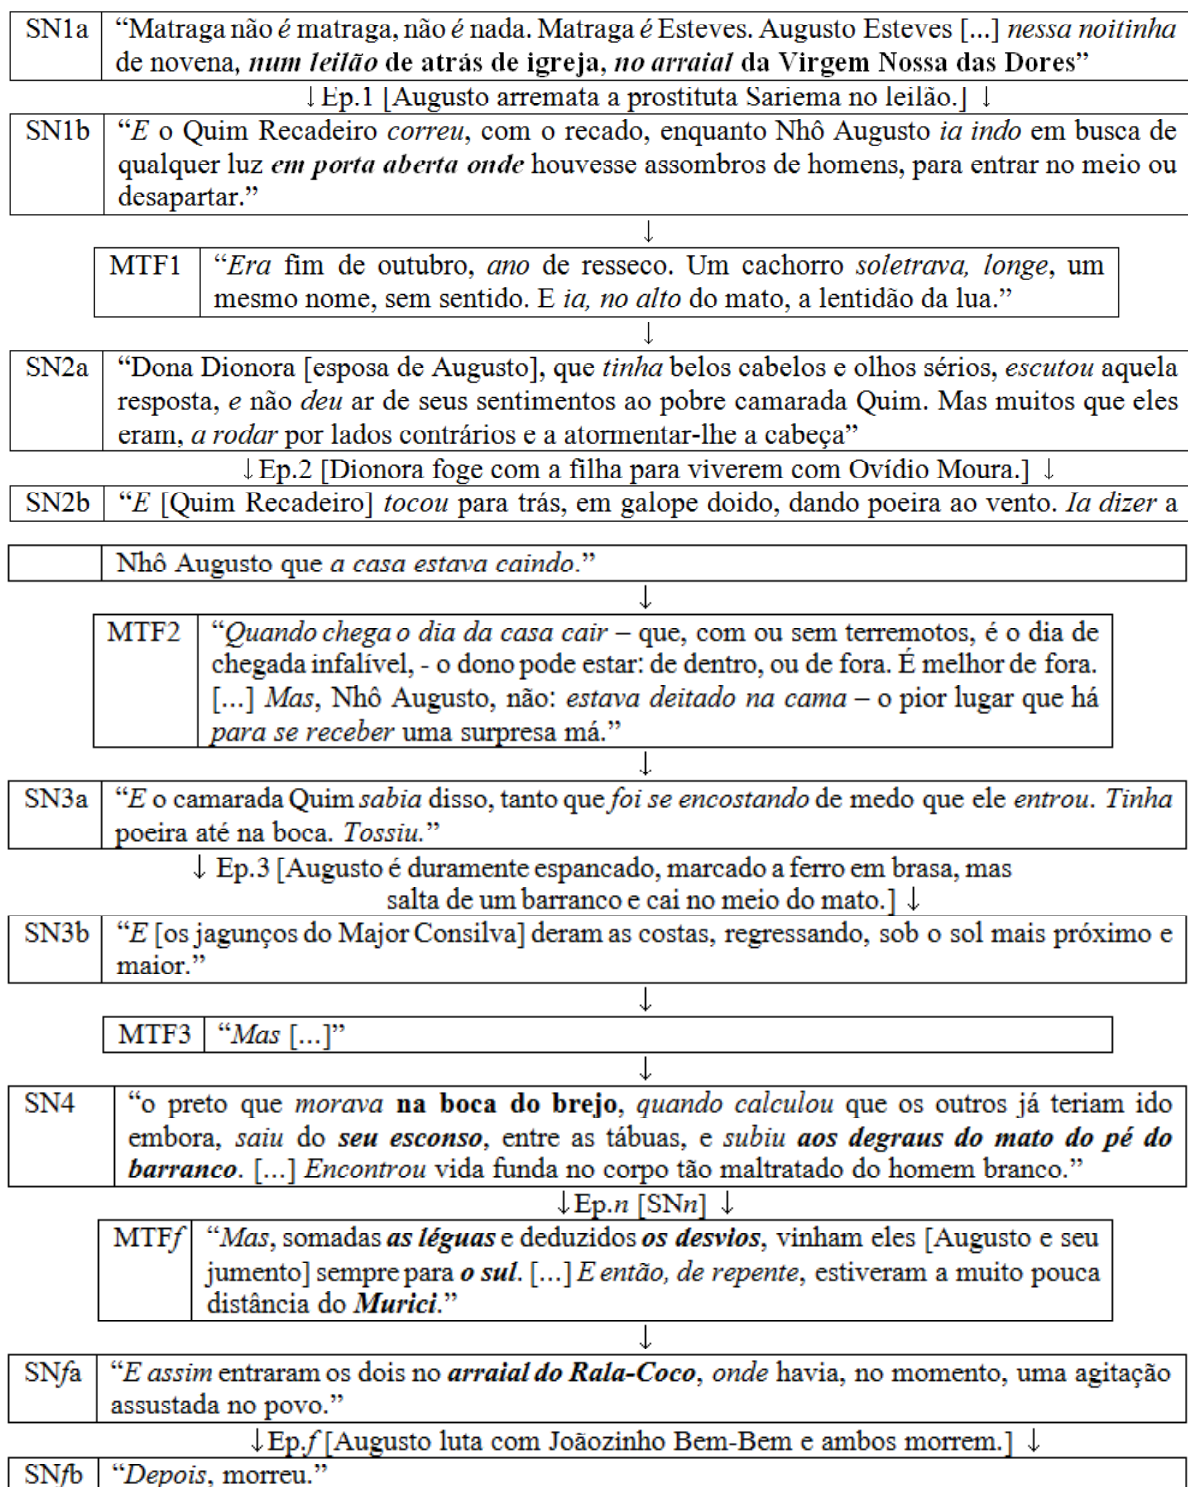 SN1a “Matraga não é matraga, não é nada. Matraga é Esteves. Augusto Esteves [...] nessa noitinha
de novena, num leilão de atrás de igreja, no arraial da Virgem Nossa das Dores”
↓ Ep.1 [Augusto arremata a prostituta Sariema no leilão.] ↓
SN1b “E o Quim Recadeiro correu, com o recado, enquanto Nhô Augusto ia indo em busca de
qualquer luz em porta aberta onde houvesse assombros de homens, para entrar no meio ou
desapartar.”
↓
MTF1 “Era fim de outubro, ano de resseco. Um cachorro soletrava, longe, um
mesmo nome, sem sentido. E ia, no alto do mato, a lentidão da lua.”
↓
SN2a “Dona Dionora [esposa de Augusto], que tinha belos cabelos e olhos sérios, escutou aquela
resposta, e não deu ar de seus sentimentos ao pobre camarada Quim. Mas muitos que eles
eram, a rodar por lados contrários e a atormentar-lhe a cabeça”
↓ Ep.2 [Dionora foge com a filha para viverem com Ovídio Moura.] ↓
SN2b “E [Quim Recadeiro] tocou para trás, em galope doido, dando poeira ao vento. Ia dizer a
Nhô Augusto que a casa estava caindo.”
↓
MTF2 “Quando chega o dia da casa cair – que, com ou sem terremotos, é o dia de
chegada infalível, - o dono pode estar: de dentro, ou de fora. É melhor de fora.
[...] Mas, Nhô Augusto, não: estava deitado na cama – o pior lugar que há
para se receber uma surpresa má.”
↓
SN3a “E o camarada Quim sabia disso, tanto que foi se encostando de medo que ele entrou. Tinha
poeira até na boca. Tossiu.”
↓ Ep.3 [Augusto é duramente espancado, marcado a ferro em brasa, mas
salta de um barranco e cai no meio do mato.] ↓
SN3b “E [os jagunços do Major Consilva] deram as costas, regressando, sob o sol mais próximo e
maior.”
↓
MTF3 “Mas [...]”
↓
SN4 “o preto que morava na boca do brejo, quando calculou que os outros já teriam ido
embora, saiu do seu esconso, entre as tábuas, e subiu aos degraus do mato do pé do
barranco. [...] Encontrou vida funda no corpo tão maltratado do homem branco.”
↓Ep.n [SNn] ↓
MTFf “Mas, somadas as léguas e deduzidos os desvios, vinham eles [Augusto e seu
jumento] sempre para o sul. [...] E então, de repente, estiveram a muito pouca
distância do Murici.”
↓
SNfa “E assim entraram os dois no arraial do Rala-Coco, onde havia, no momento, uma agitação
assustada no povo.”
↓Ep.f [Augusto luta com Joãozinho Bem-Bem e ambos morrem.] ↓
SNfb “Depois, morreu.”